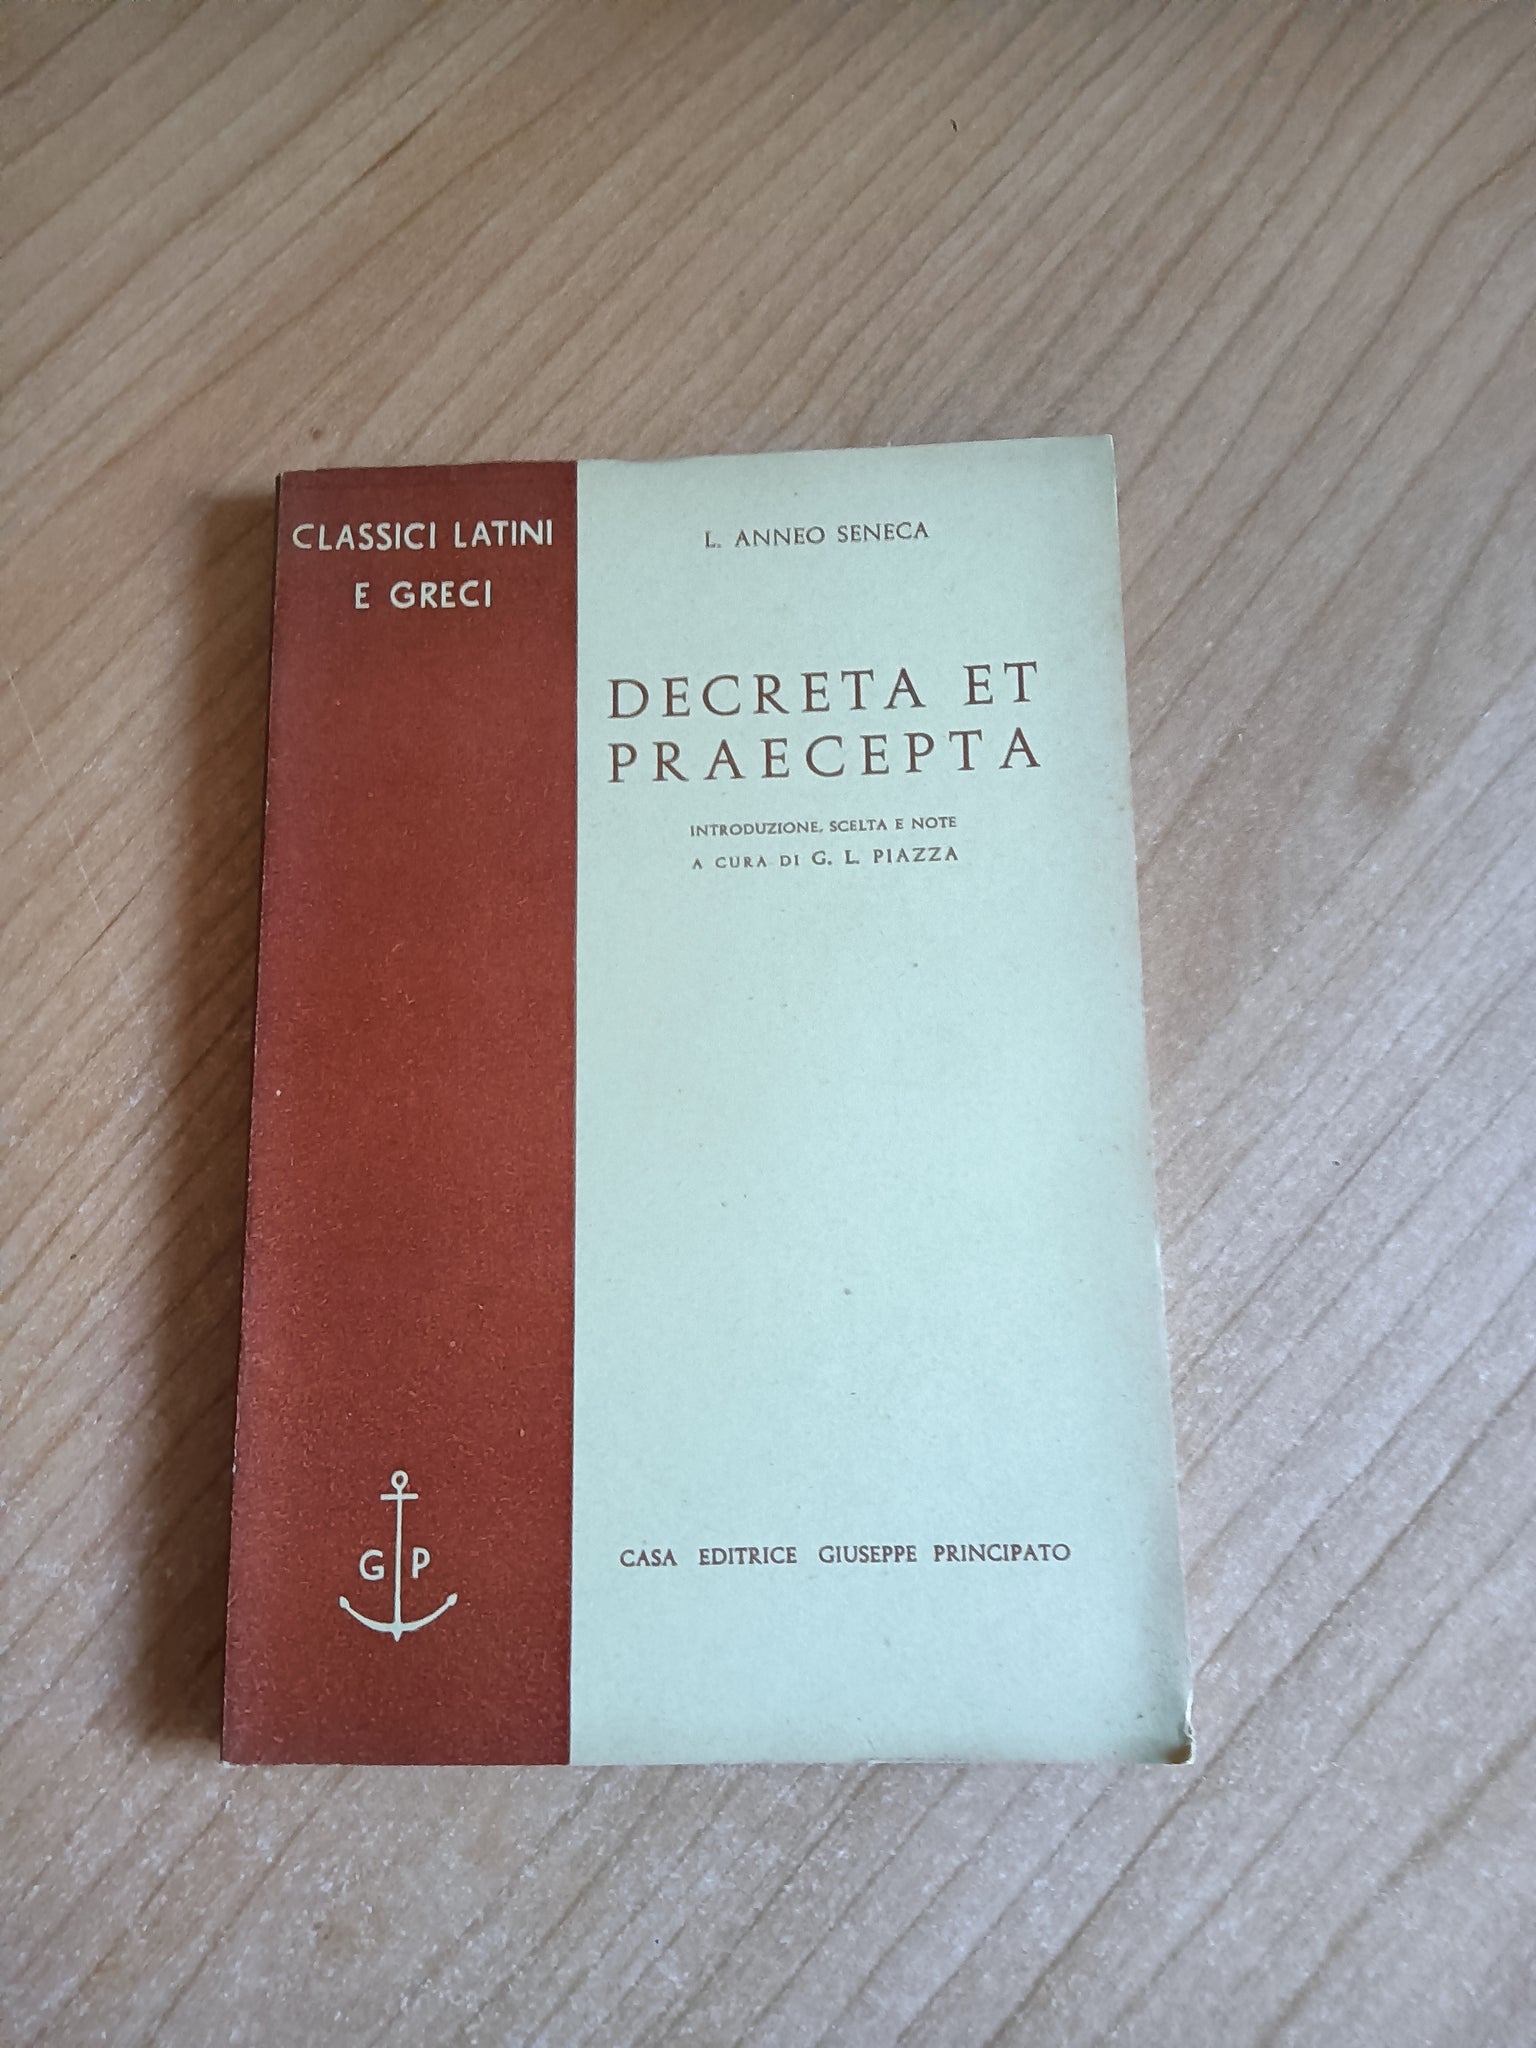 CLASSICI LATINI
E GRECI
L. ANNEO SENECA
DECRETA ET
PRAECEPTA
INTRODUZIONE, SCELTA E NOTE
A CURA DI G. L. PIAZZA
G P
CASA EDITRICE GIUSEPPE PRINCIPATO